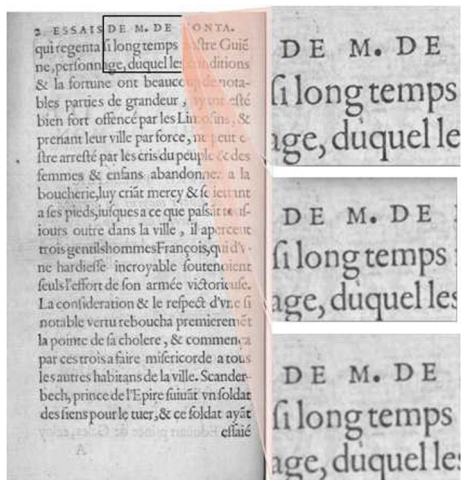 2 ESSAIS DE M. DE ONTA.
qui regenta ſi long temps noſtre Guiē
ne, perſonnage, duquel les conditions
& la fortune ont beaucoup de nota-
bles parties de grandeur, ayant eſté
bien fort offencé par les Limoſins, &
prenant leur ville par force, ne peut e-
ſtre arreſté par les cris du peuple & des
femmes & enfans abandonnez a la
boucherie, luy criāt mercy & ſe iettant
a ſes pieds, iuſques a ce que paſſāt touſ-
iours outre dans la ville, il aperceut
trois gentilshommes François, qui d'v-
ne hardieſſe incroyable ſoutenoient
ſeuls l'effort de ſon armée victorieuſe.
La conſideration & le reſpect d'vne ſi
notable vertu reboucha premieremēt
la pointe de ſa cholere, & commença
par ces trois a faire miſericorde a tous
les autres habitans de la ville. Scander-
bech, prince de l'Epire ſuiuāt vn ſoldat
des ſiens pour le tuer, & ce ſoldat ayāt
eſſaié
A
DE M. DE
ſi long temps
age, duquel le
DE M. DE
ſi long temps
age, duquel les
DE M. DE
ſi long temps
age, duquel les